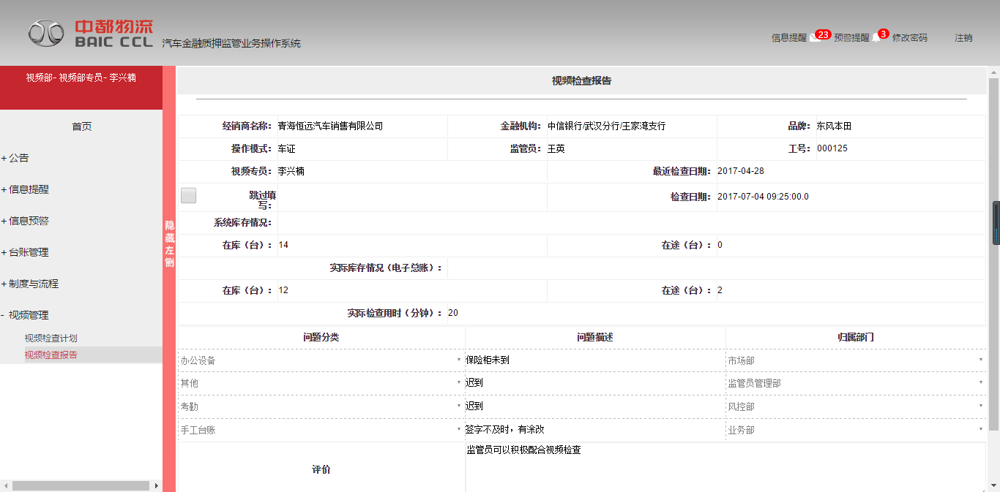 中都物流
BAIC CCL
汽车金融质押监管业务操作系统
信息提醒 23 预警提醒 3 修改密码 注销
视频部- 视频部专员- 李兴楠
首页
+ 公告
+ 信息提醒
+ 信息预警
+ 台账管理
+ 制度与流程
- 视频管理
视频检查计划
视频检查报告
隐藏左侧
视频检查报告
经销商名称： 青海恒远汽车销售有限公司 金融机构： 中信银行/武汉分行/王家湾支行 品牌： 东风本田
操作模式： 车证 监管员： 王英 工号： 000125
视频专员： 李兴楠 最近检查日期： 2017-04-28
跳过填写： 检查日期： 2017-07-04 09:25:00.0
系统库存情况：
在库（台）： 14 在途（台）： 0
实际库存情况（电子总账）：
在库（台）： 12 在途（台）： 2
实际检查用时（分钟）： 20
问题分类 问题描述 归属部门
办公设备 保险柜未到 市场部
其他 迟到 监管员管理部
考勤 迟到 风控部
手工台账 签字不及时，有涂改 业务部
评价 监管员可以积极配合视频检查